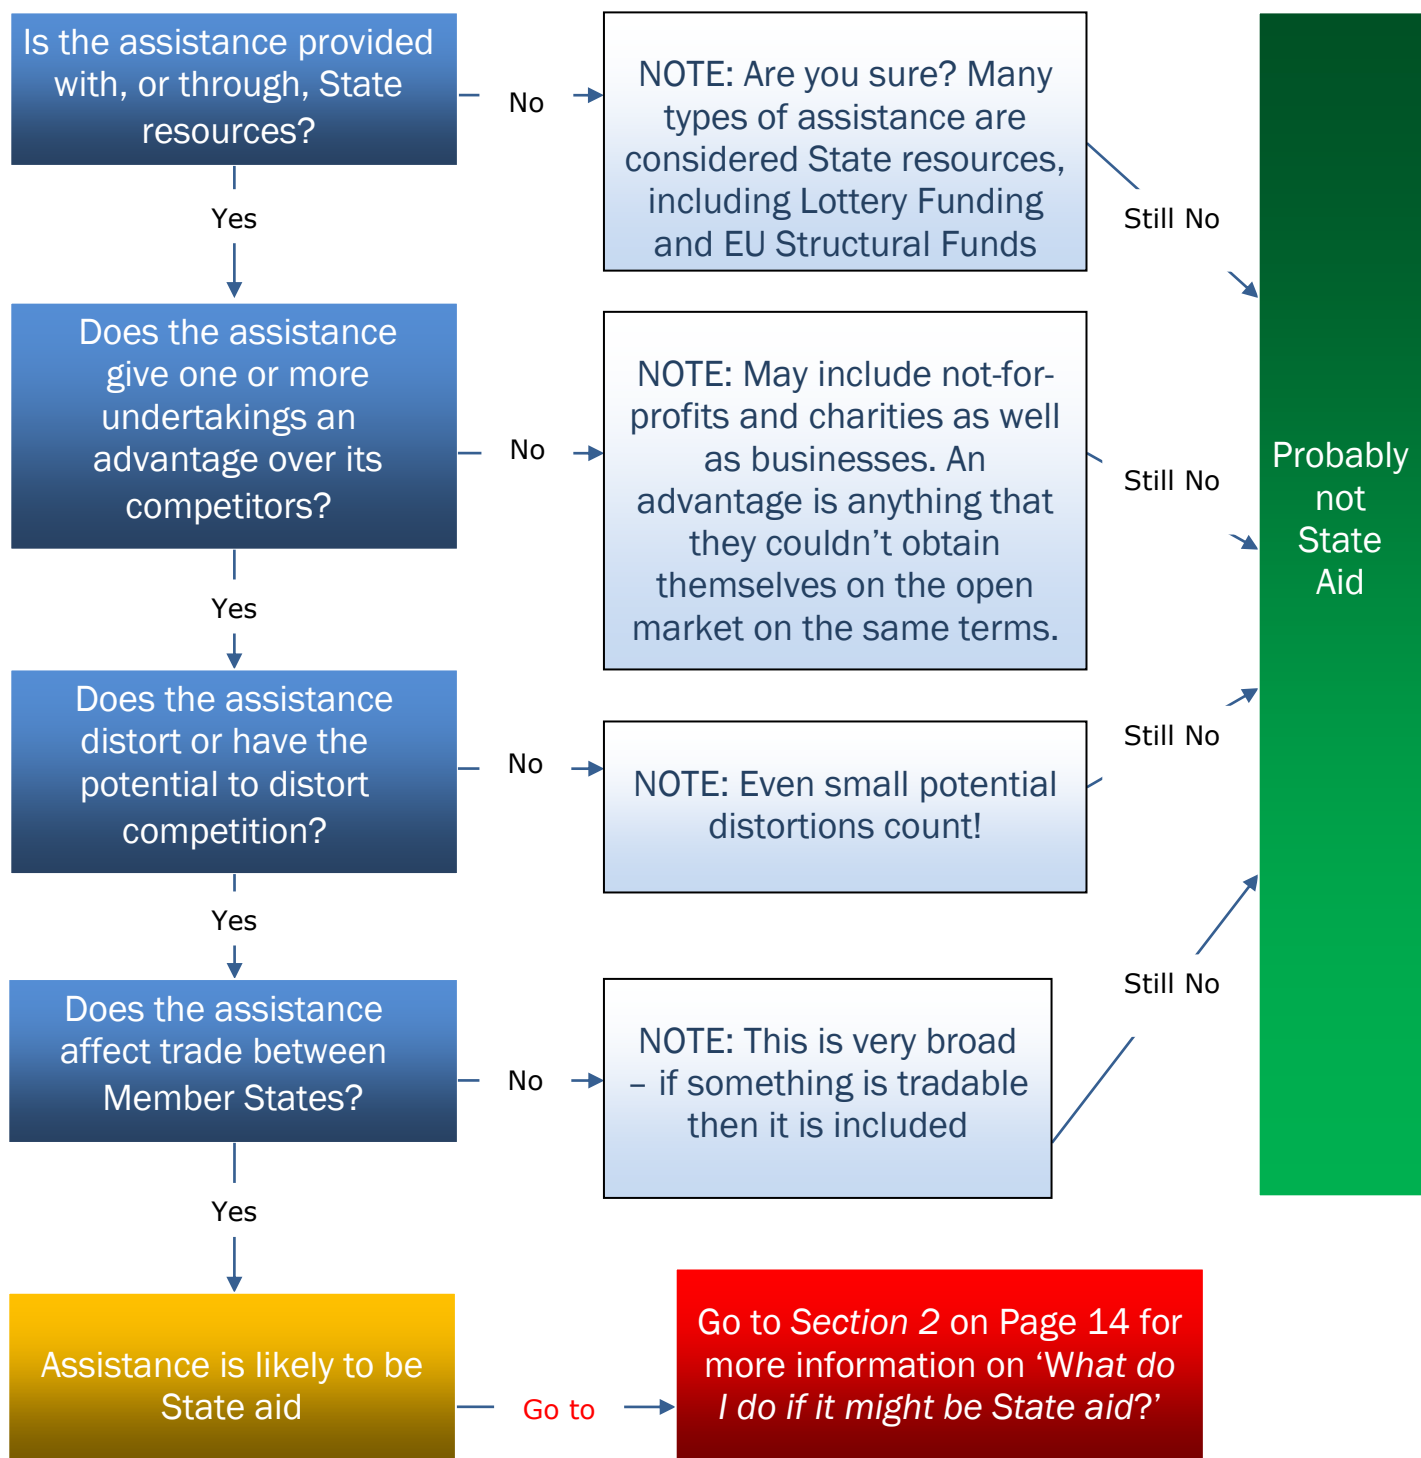 Is the assistance provided
with, or through, State
resources?
No
NOTE: Are you sure? Many
types of assistance are
considered State resources,
including Lottery Funding
and EU Structural Funds
Still No
Yes
Does the assistance
give one or more
undertakings an
advantage over its
competitors?
No
NOTE: May include not-for-
profits and charities as well
as businesses. An
advantage is anything that
they couldn’t obtain
themselves on the open
market on the same terms.
Still No
Probably
not
State
Aid
Yes
Does the assistance
distort or have the
potential to distort
competition?
No
NOTE: Even small potential
distortions count!
Still No
Yes
Does the assistance
affect trade between
Member States?
No
NOTE: This is very broad
– if something is tradable
then it is included
Still No
Yes
Assistance is likely to be
State aid
Go to
Go to Section 2 on Page 14 for
more information on ‘What do
I do if it might be State aid?’